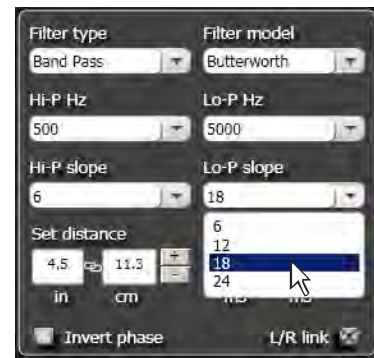 Filter type Filter model
Band Pass Butterworth
Hi-P Hz Lo-P Hz
500 5000
Hi-P slope Lo-P slope
6 18
6
12
18
24
Set distance
4.5 11.3 + -
in cm
Invert phase L/R link